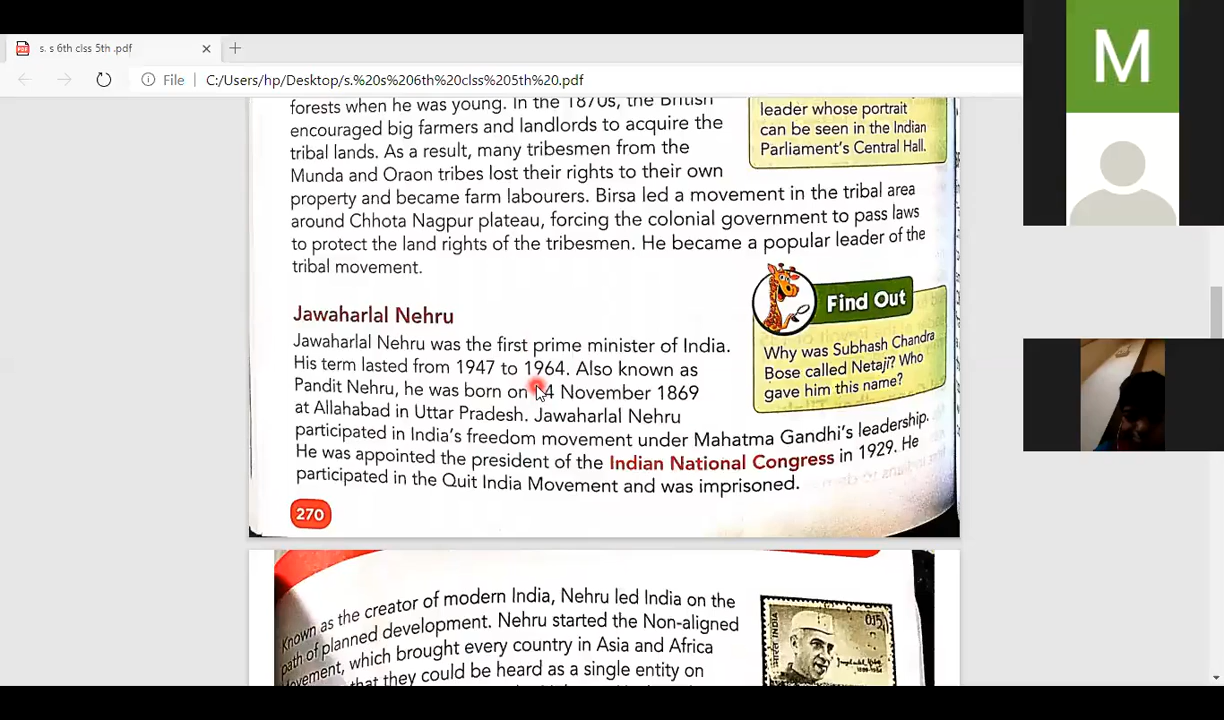 s. s 6th clss 5th .pdf
File
C:/Users/hp/Desktop/s.%20s%206th%20clss%205th%20.pdf
M
forests when he was young. In the 1870s, the British
encouraged big farmers and landlords to acquire the
tribal lands. As a result, many tribesmen from the
Munda and Oraon tribes lost their rights to their own
property and became farm labourers. Birsa led a movement in the tribal area
around Chhota Nagpur plateau, forcing the colonial government to pass laws
to protect the land rights of the tribesmen. He became a popular leader of the
tribal movement.
leader whose portrait
can be seen in the Indian
Parliament's Central Hall.
Jawaharlal Nehru
Jawaharlal Nehru was the first prime minister of India.
His term lasted from 1947 to 1964. Also known as
Pandit Nehru, he was born on 14 November 1869
at Allahabad in Uttar Pradesh. Jawaharlal Nehru
participated in India's freedom movement under Mahatma Gandhi's leadership.
He was appointed the president of the Indian National Congress in 1929. He
participated in the Quit India Movement and was imprisoned.
Find Out
Why was Subhash Chandra
Bose called Netaji? Who
gave him this name?
270
Known as the creator of modern India, Nehru led India on the
path of planned development. Nehru started the Non-aligned
which brought every country in Asia and Africa
that they could be heard as a single entity on
भारत INDIA
015